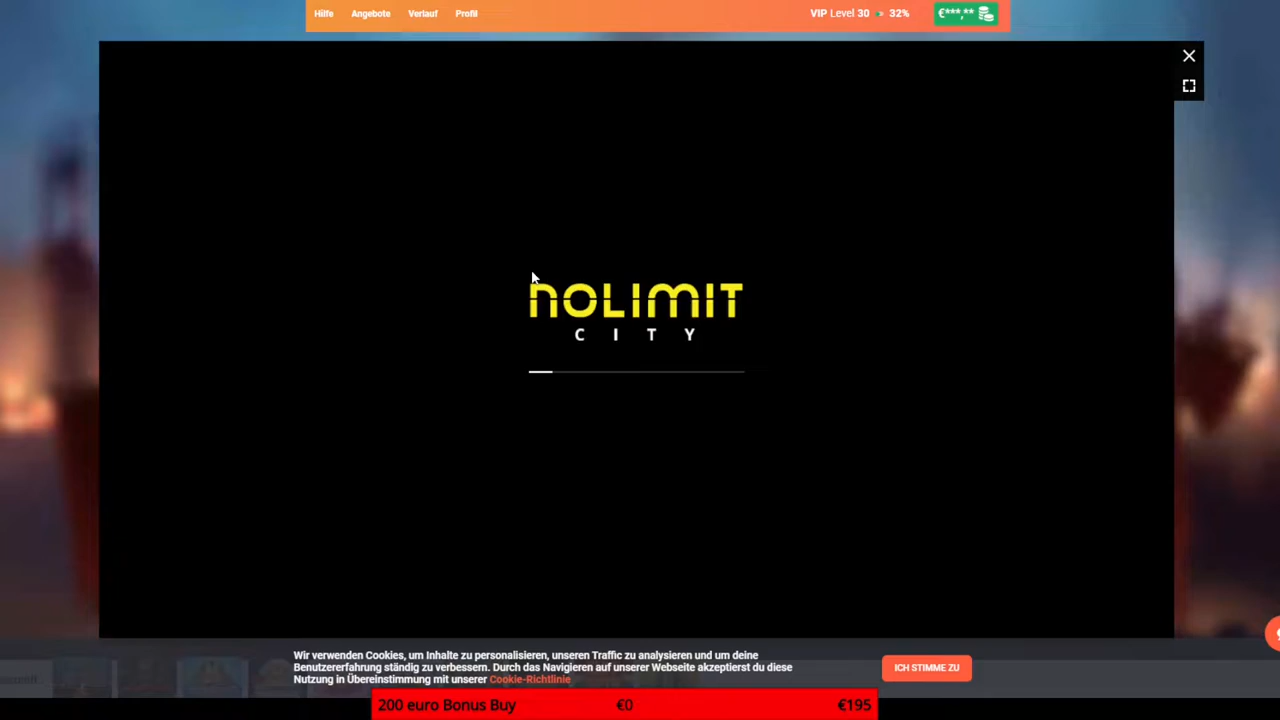 Hilfe Angebote Verlauf Profil VIP Level 30 32% €***,**
nOLIMIT
CITY
Wir verwenden Cookies, um Inhalte zu personalisieren, unseren Traffic zu analysieren und um deine
Benutzererfahrung ständig zu verbessern. Durch das Navigieren auf unserer Webseite akzeptierst du diese
Nutzung in Übereinstimmung mit unserer Cookie-Richtlinie
ICH STIMME ZU
200 euro Bonus Buy €0 €195